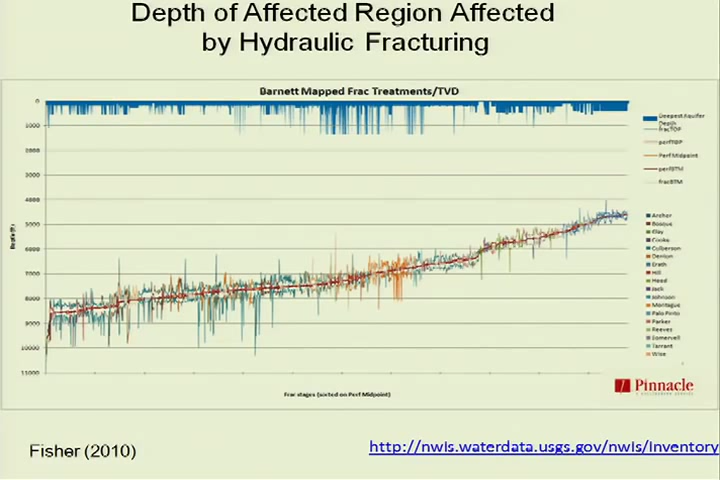 Depth of Affected Region Affected
by Hydraulic Fracturing
Barnett Mapped Frac Treatments/TVD
0
1000
2000
3000
4000
5000
6000
7000
8000
9000
10000
11000
Depth (ft)
Frac stages (sorted on Perf Midpoint)
Deepest Aquifer
Depth
fracTOP
perfTOP
Perf Midpoint
perfBTM
fracBTM
Archer
Bosque
Clay
Cooke
Culberson
Denton
Erath
Hill
Hood
Jack
Johnson
Montague
Palo Pinto
Parker
Reeves
Somervell
Tarrant
Wise
Pinnacle
A HALLIBURTON SERVICE
Fisher (2010)
http://nwis.waterdata.usgs.gov/nwis/inventory